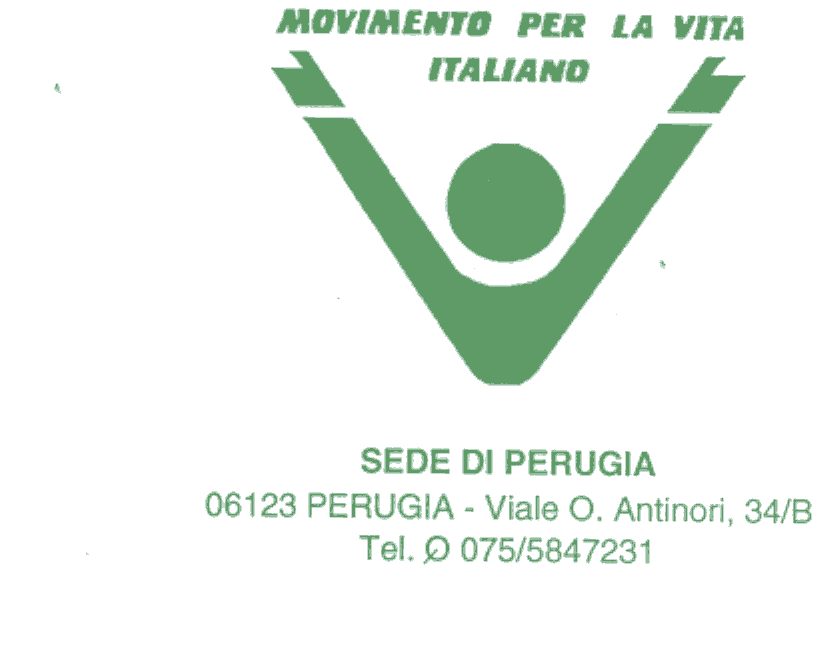 MOVIMENTO PER LA VITA
ITALIANO
SEDE DI PERUGIA
06123 PERUGIA - Viale O. Antinori, 34/B
Tel. Ø 075/5847231